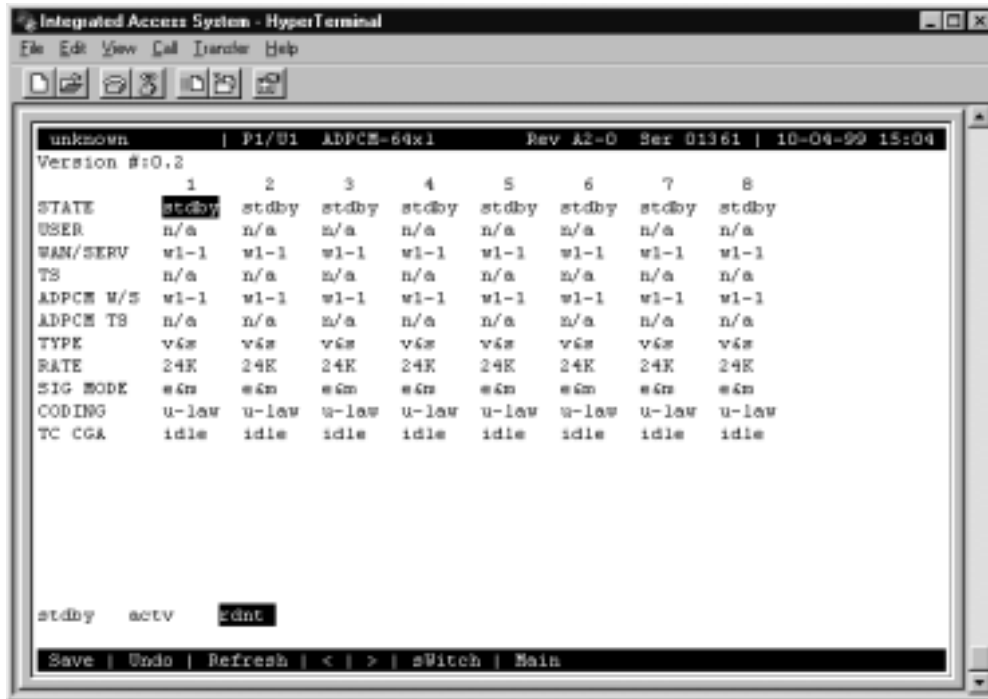 Integrated Access System - HyperTerminal
File Edit View Call Transfer Help
unknown | P1/U1 ADPCM-64x1 Rev A2-0 Ser 01361 | 10-04-99 15:04
Version #:0.2
1 2 3 4 5 6 7 8
STATE stdby stdby stdby stdby stdby stdby stdby stdby
USER n/a n/a n/a n/a n/a n/a n/a n/a
WAN/SERV w1-1 w1-1 w1-1 w1-1 w1-1 w1-1 w1-1 w1-1
TS n/a n/a n/a n/a n/a n/a n/a n/a
ADPCM W/S w1-1 w1-1 w1-1 w1-1 w1-1 w1-1 w1-1 w1-1
ADPCM TS n/a n/a n/a n/a n/a n/a n/a n/a
TYPE v&s v&s v&s v&s v&s v&s v&s v&s
RATE 24K 24K 24K 24K 24K 24K 24K 24K
SIG MODE e&m e&m e&m e&m e&m e&m e&m e&m
CODING u-law u-law u-law u-law u-law u-law u-law u-law
TC CGA idle idle idle idle idle idle idle idle
stdby actv rdnt
Save | Undo | Refresh | < | > | sWitch | Main